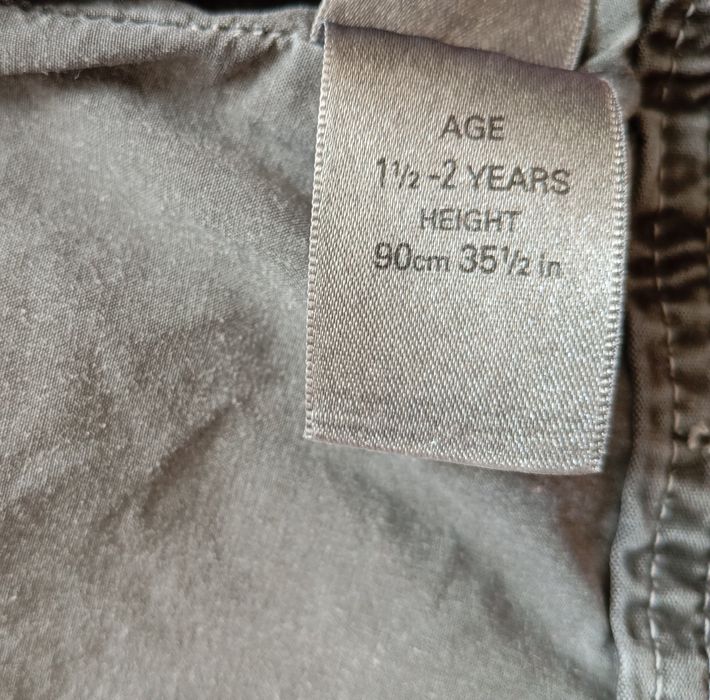 AGE
1½-2 YEARS
HEIGHT
90cm 35½ in